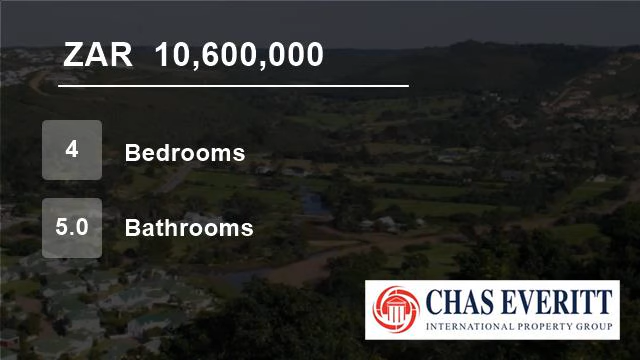 ZAR 10,600,000
4 Bedrooms
5.0 Bathrooms
CHAS EVERITT
INTERNATIONAL PROPERTY GROUP